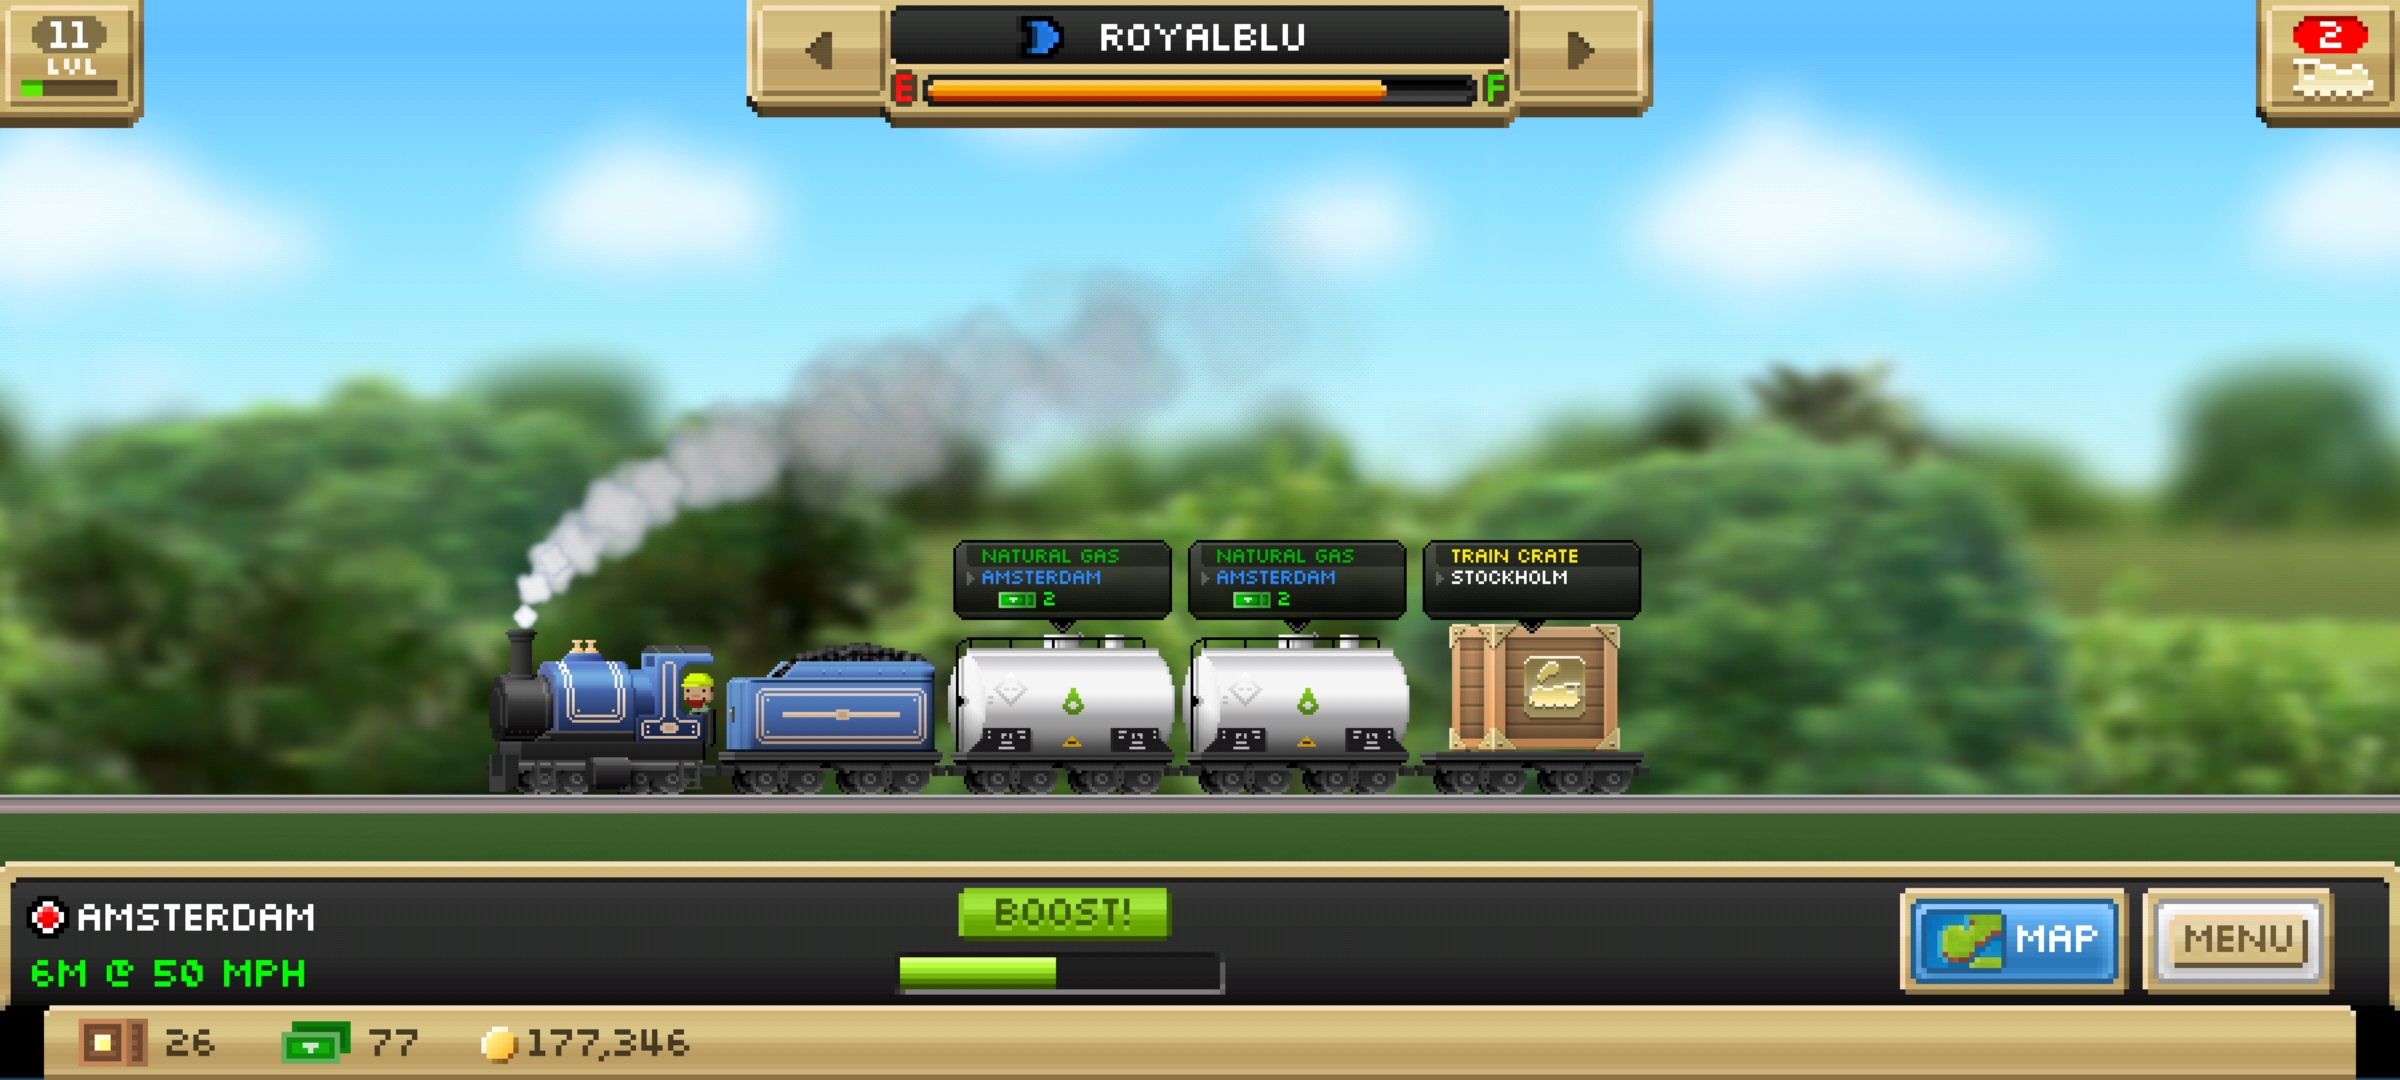 11
LVL
ROYALBLU
E F
2
NATURAL GAS
AMSTERDAM
2
NATURAL GAS
AMSTERDAM
2
TRAIN CRATE
STOCKHOLM
AMSTERDAM
6M @ 50 MPH
BOOST!
MAP
MENU
26
77
177,346